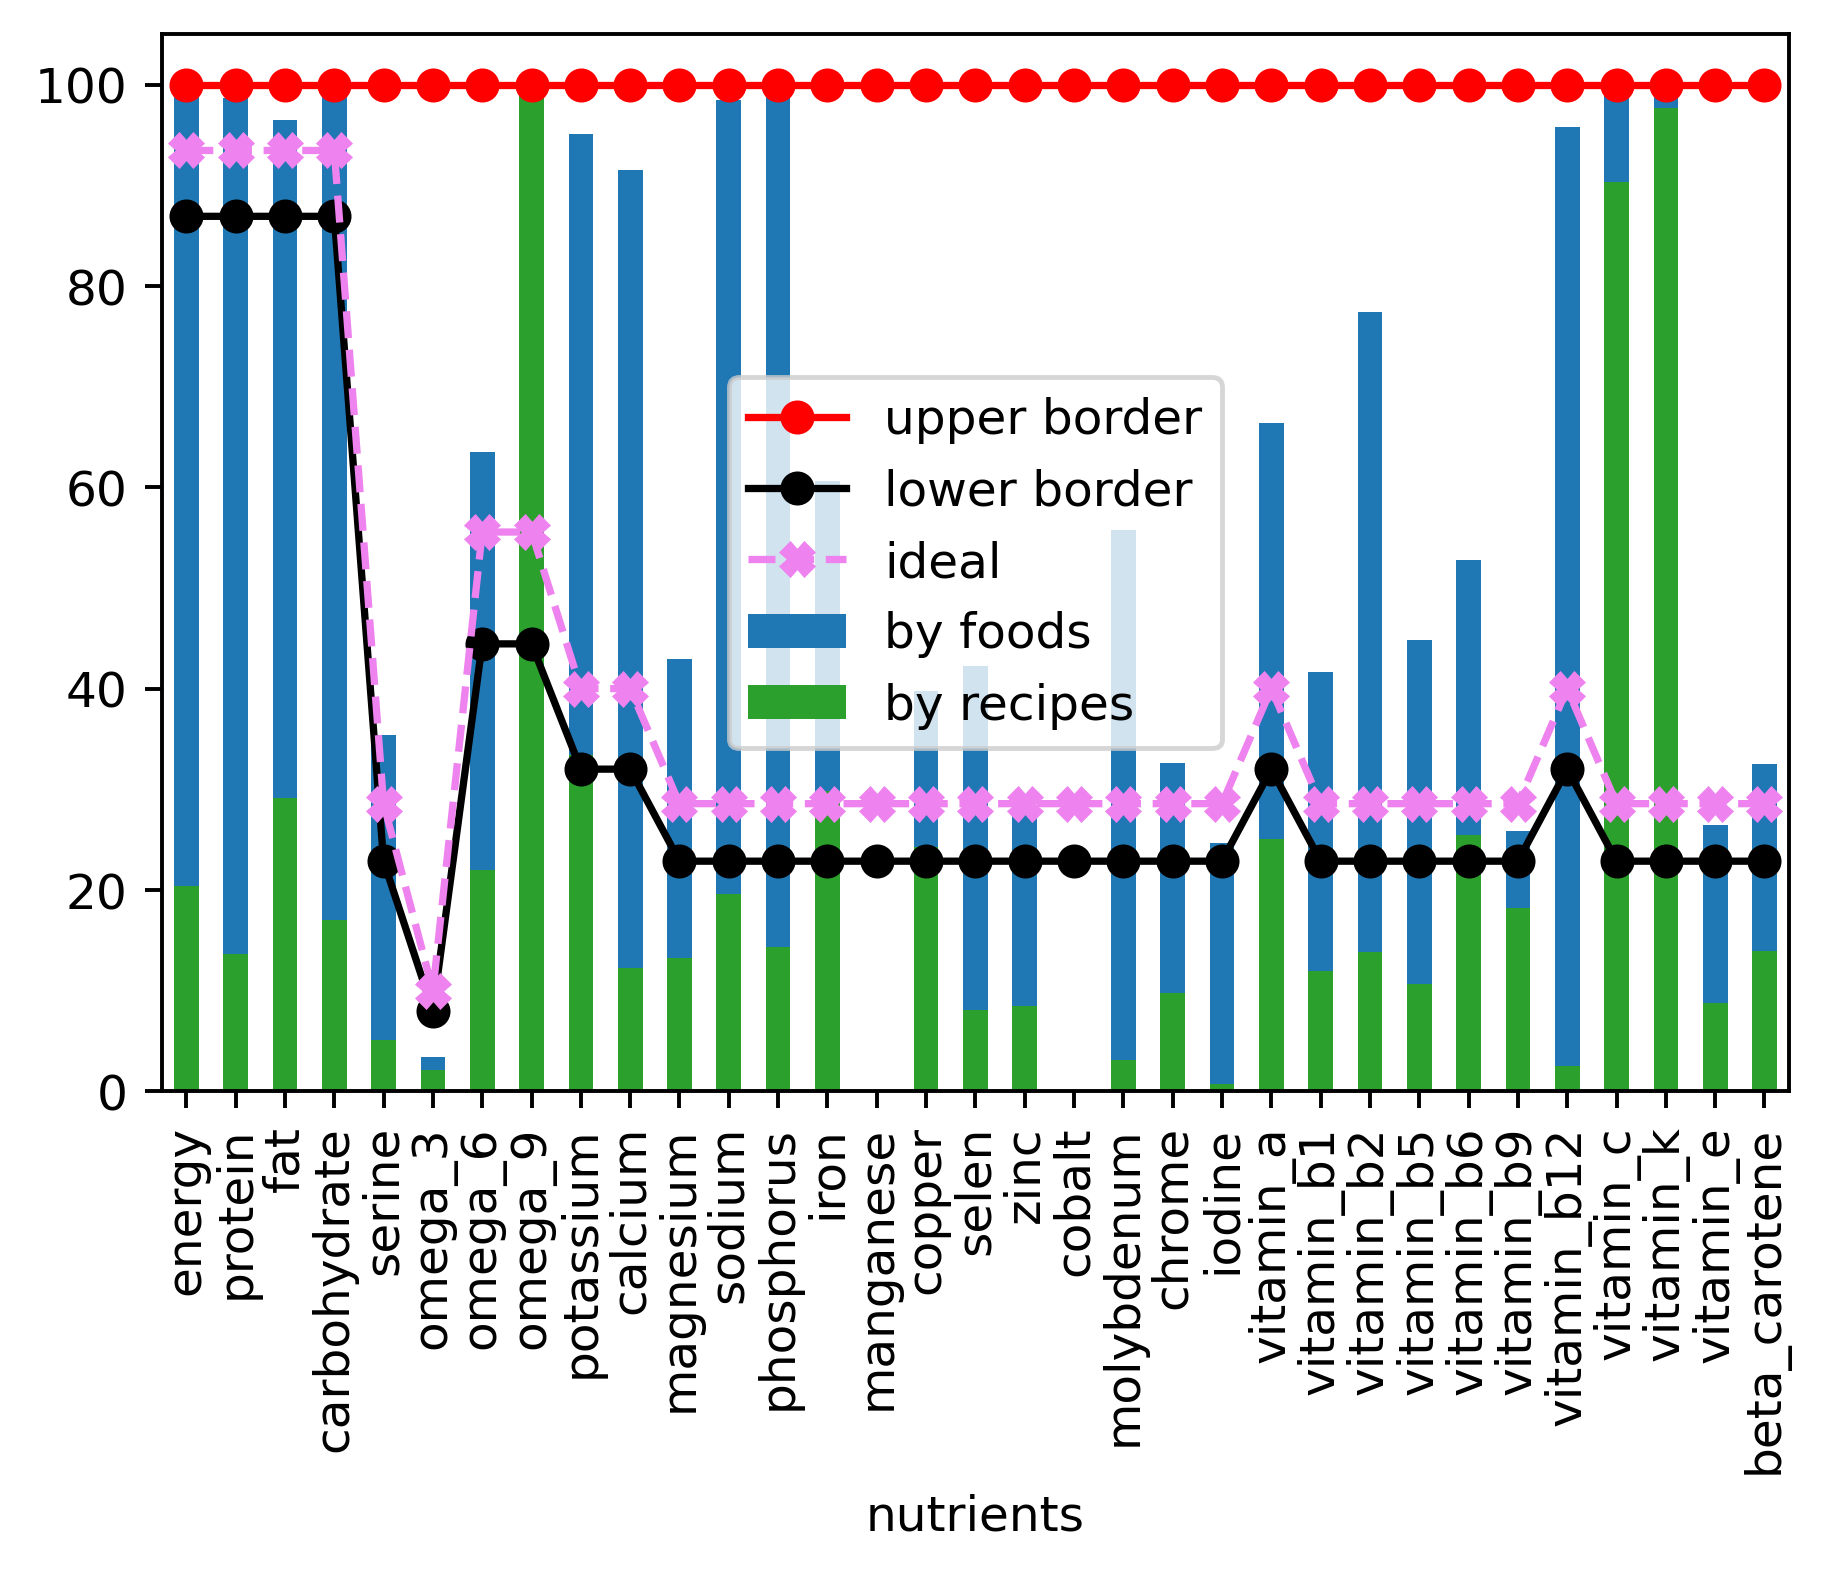 100
80
60
40
20
0
upper border
lower border
ideal
by foods
by recipes
energy
protein
fat
carbohydrate
serine
omega_3
omega_6
omega_9
potassium
calcium
magnesium
sodium
phosphorus
iron
manganese
copper
selen
zinc
cobalt
molybdenum
chrome
iodine
vitamin_a
vitamin_b1
vitamin_b2
vitamin_b5
vitamin_b6
vitamin_b9
vitamin_b12
vitamin_c
vitamin_k
vitamin_e
beta_carotene
nutrients